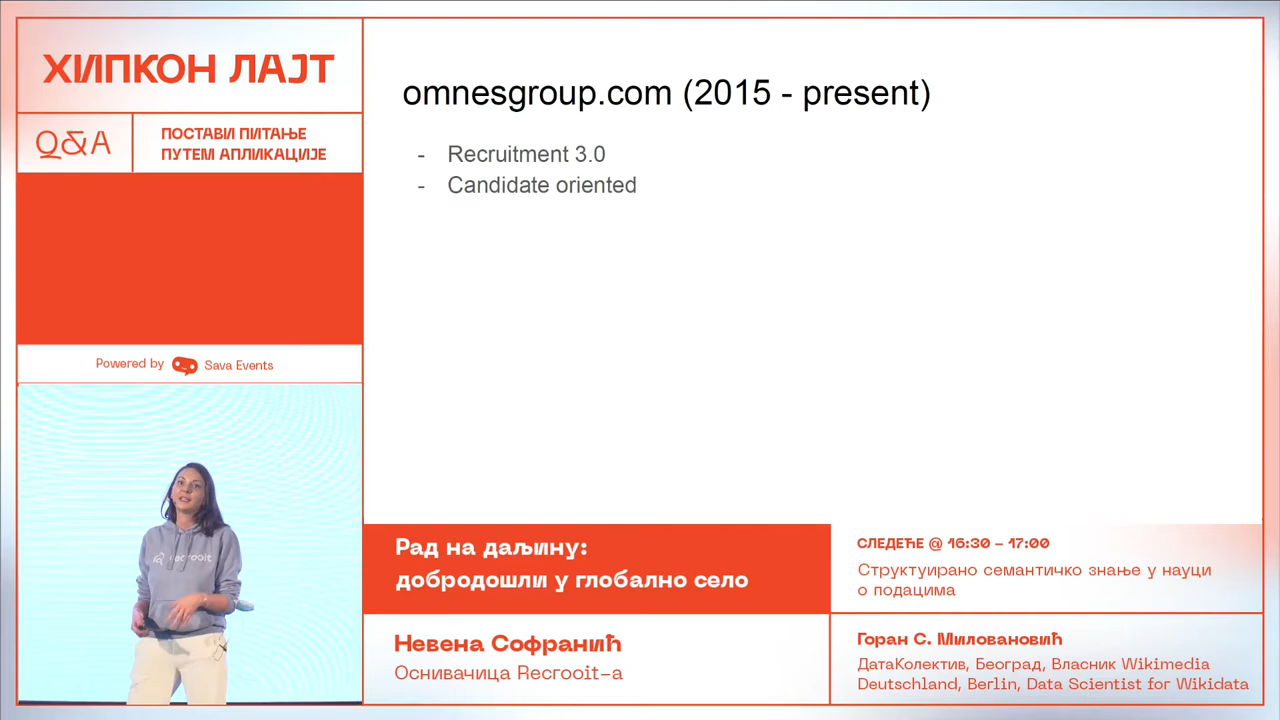 ХИПКОН ЛАЈТ
Q&A
ПОСТАВИ ПИТАЊЕ
ПУТЕМ АПЛИКАЦИЈЕ
Powered by Sava Events
recrooit
omnesgroup.com (2015 - present)
- Recruitment 3.0
- Candidate oriented
Рад на даљину:
добродошли у глобално село
Невена Софранић
Оснивачица Recrooit-a
СЛЕДЕЋЕ @ 16:30 - 17:00
Структуирано семантичко знање у науци
о подацима
Горан С. Миловановић
ДатаКолектив, Београд, Власник Wikimedia
Deutschland, Berlin, Data Scientist for Wikidata